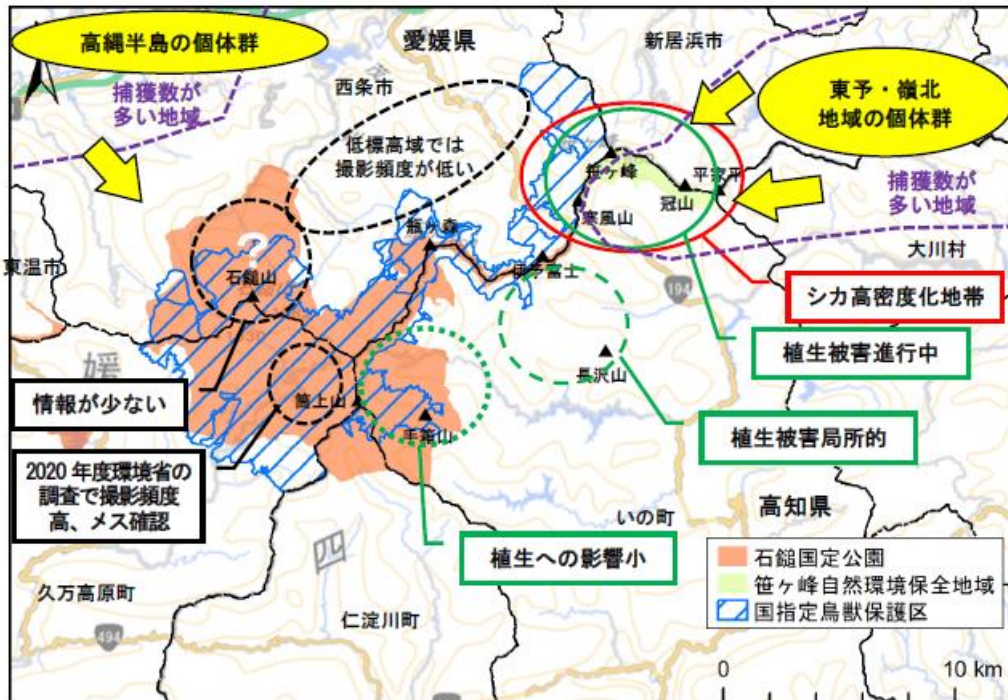 高縄半島の個体群
捕獲数が
多い地域
愛媛県
新居浜市
西条市
東予・嶺北
地域の個体群
低標高域では
撮影頻度が低い
笹ヶ峰
平家平
冠山
寒風山
捕獲数が
多い地域
大川村
瓶ヶ森
伊予富士
東温市
?
石鎚山
194
シカ高密度化地帯
植生被害進行中
長沢山
媛
情報が少ない
筒上山
手箱山
植生被害局所的
2020年度環境省の
調査で撮影頻度
高、メス確認
高知県
いの町
植生への影響小
四
石鎚国定公園
笹ヶ峰自然環境保全地域
国指定鳥獣保護区
久万高原町
仁淀川町
494
0 10 km